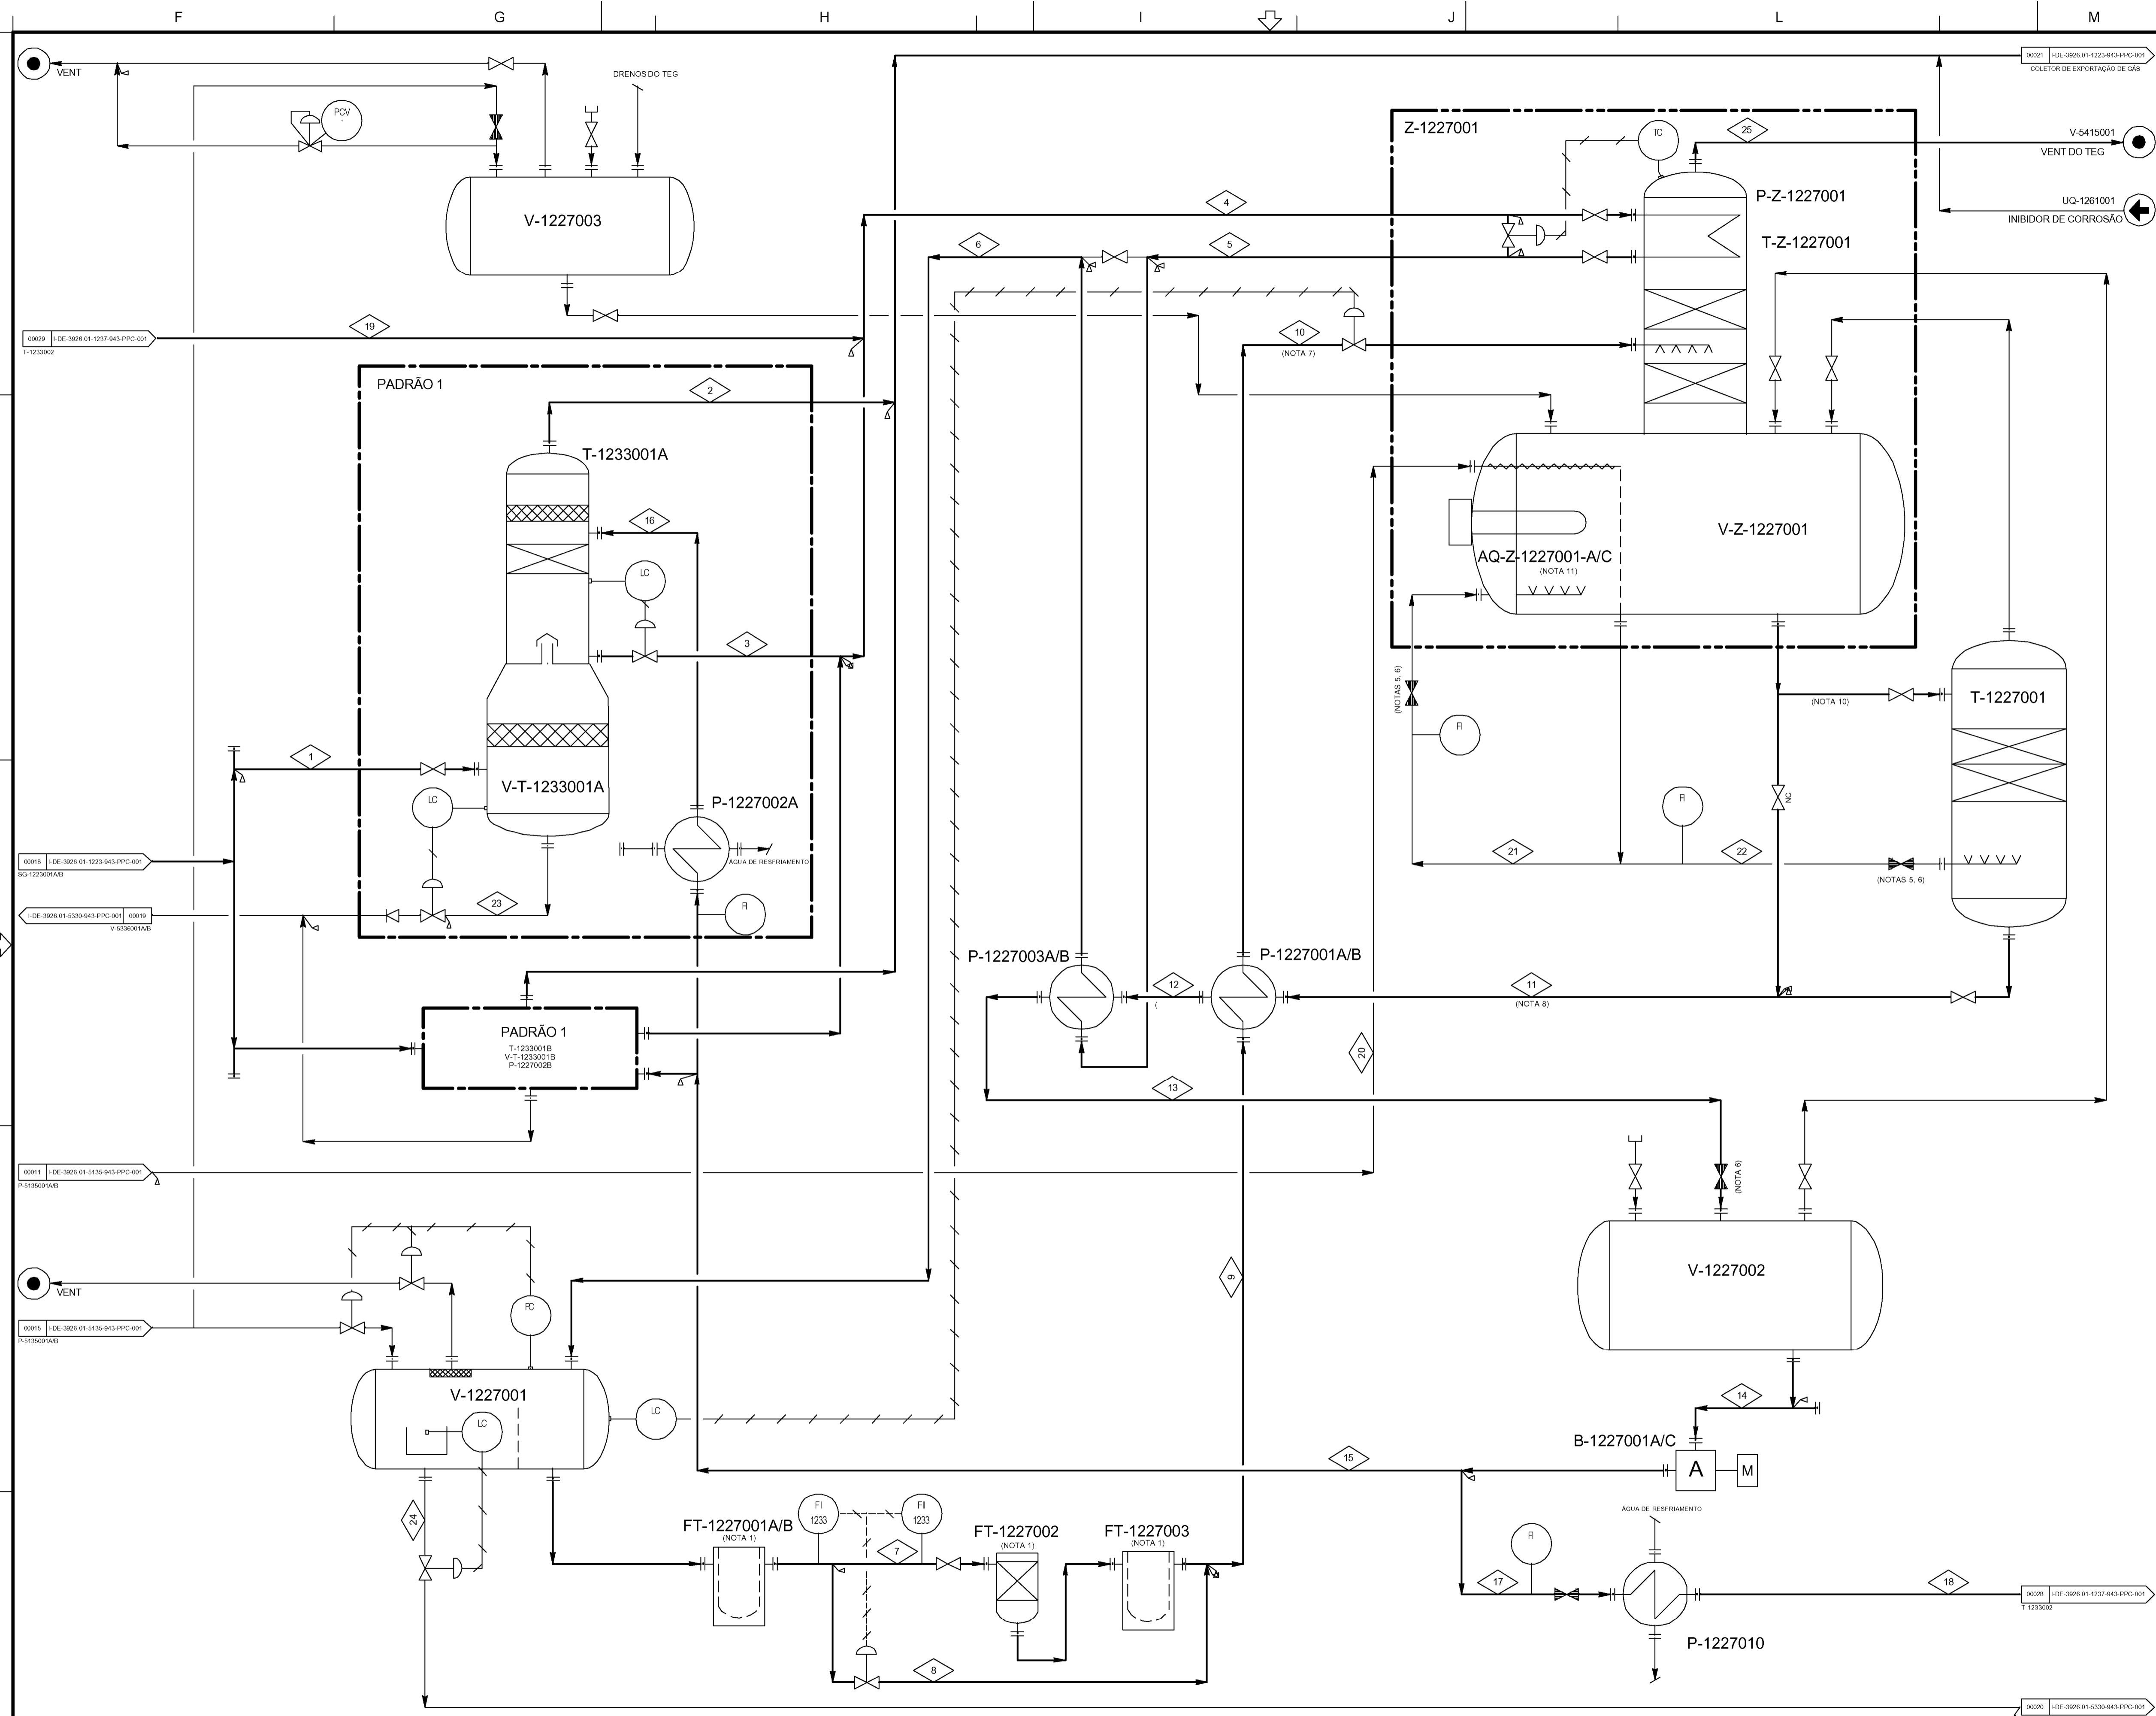 F G H I J L M
VENT
DRENOS DO TEG
PCV
-
V-1227003
00021 I-DE-3926.01-1223-943-PPC-001
COLETOR DE EXPORTAÇÃO DE GÁS
Z-1227001
TC
25
V-5415001
VENT DO TEG
P-Z-1227001
UQ-1261001
INIBIDOR DE CORROSÃO
T-Z-1227001
4
6
5
19
00029 I-DE-3926.01-1237-943-PPC-001
T-1233002
10
(NOTA 7)
PADRÃO 1
2
T-1233001A
16
LC
3
V-Z-1227001
AQ-Z-1227001-A/C
(NOTA 11)
(NOTAS 5, 6)
(NOTA 10)
T-1227001
FI
1
V-T-1233001A
LC
P-1227002A
ÁGUA DE RESFRIAMENTO
FI
NC
21
22
(NOTAS 5, 6)
00018 I-DE-3926.01-1223-943-PPC-001
SG-1223001A/B
23
I-DE-3926.01-5330-943-PPC-001 00019
V-5336001A/B
FI
P-1227003A/B
P-1227001A/B
12
(
11
(NOTA 8)
PADRÃO 1
T-1233001B
V-T-1233001B
P-1227002B
20
13
00011 I-DE-3926.01-5135-943-PPC-001
P-5135001A/B
(NOTA 6)
VENT
PC
9
V-1227002
00015 I-DE-3926.01-5135-943-PPC-001
P-5135001A/B
V-1227001
LC
LC
14
B-1227001A/C
A
M
15
24
FT-1227001A/B
(NOTA 1)
FI
1233
FI
1233
7
FT-1227002
(NOTA 1)
FT-1227003
(NOTA 1)
ÁGUA DE RESFRIAMENTO
FI
17
18
00028 I-DE-3926.01-1237-943-PPC-001
T-1233002
P-1227010
8
00020 I-DE-3926.01-5330-943-PPC-001